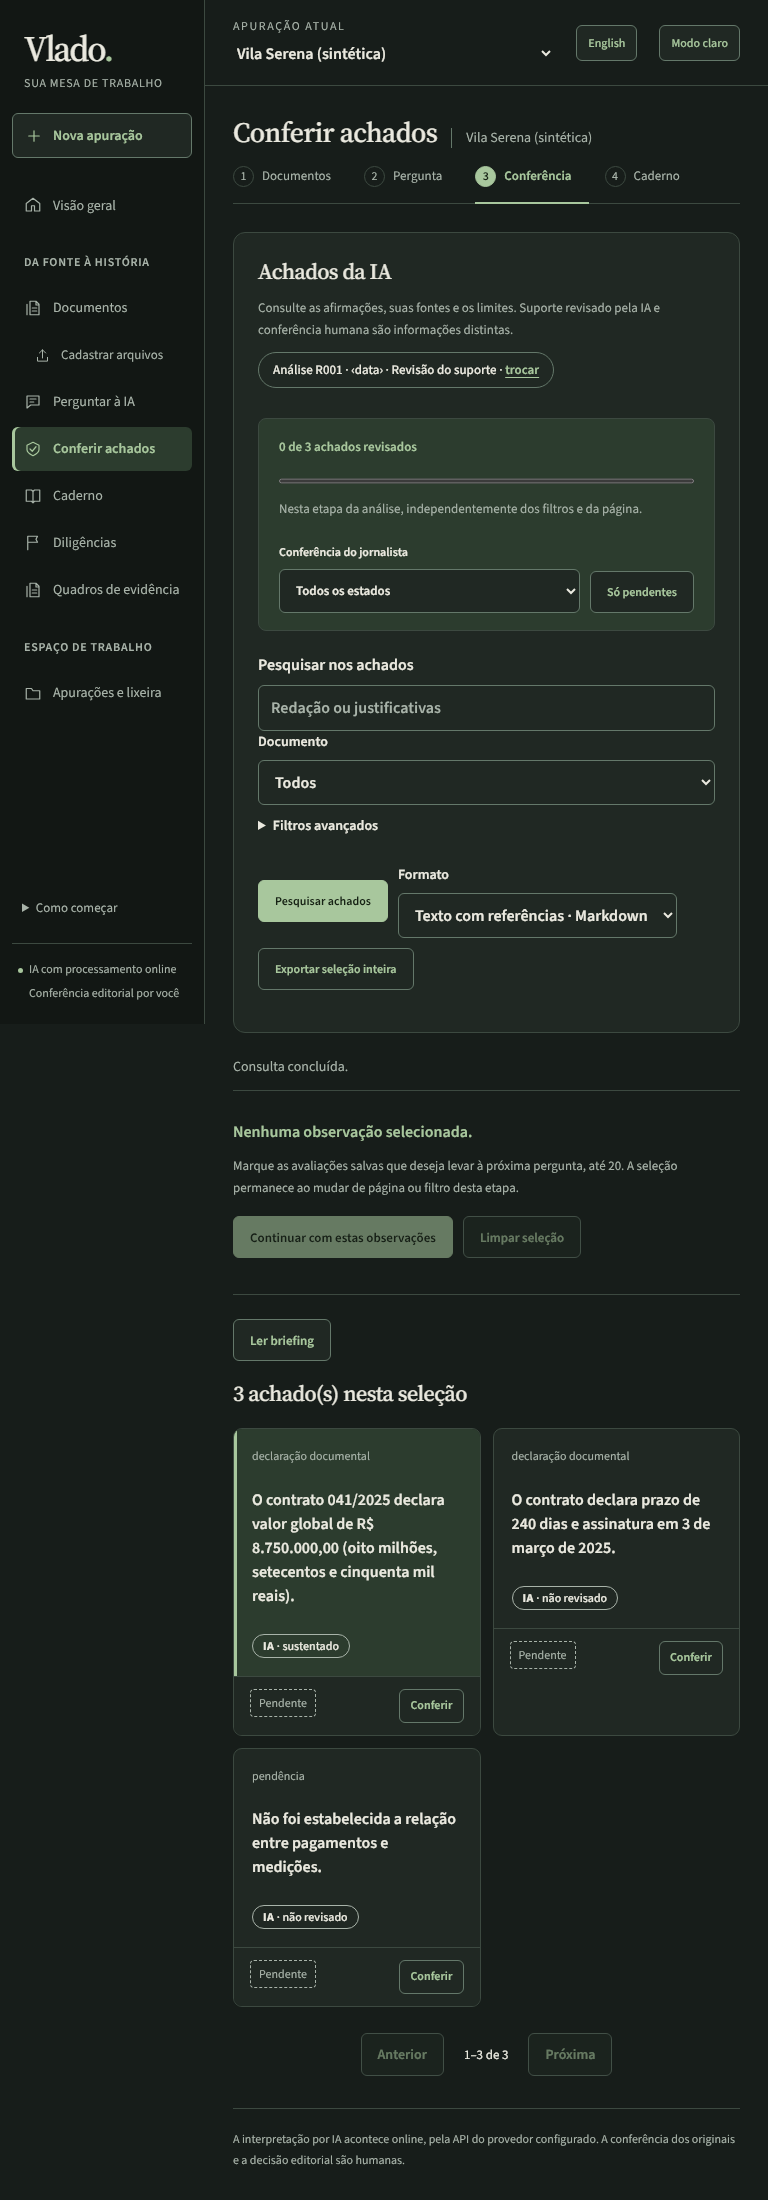 Vlado.
SUA MESA DE TRABALHO
Nova apuração
Visão geral
DA FONTE À HISTÓRIA
Documentos
Cadastrar arquivos
Perguntar à IA
Conferir achados
Caderno
Diligências
Quadros de evidência
ESPAÇO DE TRABALHO
Apurações e lixeira
Como começar
IA com processamento online
Conferência editorial por você
APURAÇÃO ATUAL
Vila Serena (sintética)
English
Modo claro
Conferir achados
Vila Serena (sintética)
1 Documentos
2 Pergunta
3 Conferência
4 Caderno
Achados da IA
Consulte as afirmações, suas fontes e os limites. Suporte revisado pela IA e
conferência humana são informações distintas.
Análise R001 · ‹data› · Revisão do suporte · trocar
0 de 3 achados revisados
Nesta etapa da análise, independentemente dos filtros e da página.
Conferência do jornalista
Todos os estados
Só pendentes
Pesquisar nos achados
Redação ou justificativas
Documento
Todos
Filtros avançados
Pesquisar achados
Formato
Texto com referências · Markdown
Exportar seleção inteira
Consulta concluída.
Nenhuma observação selecionada.
Marque as avaliações salvas que deseja levar à próxima pergunta, até 20. A seleção
permanece ao mudar de página ou filtro desta etapa.
Continuar com estas observações
Limpar seleção
Ler briefing
3 achado(s) nesta seleção
declaração documental
O contrato 041/2025 declara
valor global de R$
8.750.000,00 (oito milhões,
setecentos e cinquenta mil
reais).
IA · sustentado
Pendente
Conferir
declaração documental
O contrato declara prazo de
240 dias e assinatura em 3 de
março de 2025.
IA · não revisado
Pendente
Conferir
pendência
Não foi estabelecida a relação
entre pagamentos e
medições.
IA · não revisado
Pendente
Conferir
Anterior
1–3 de 3
Próxima
A interpretação por IA acontece online, pela API do provedor configurado. A conferência dos originais
e a decisão editorial são humanas.